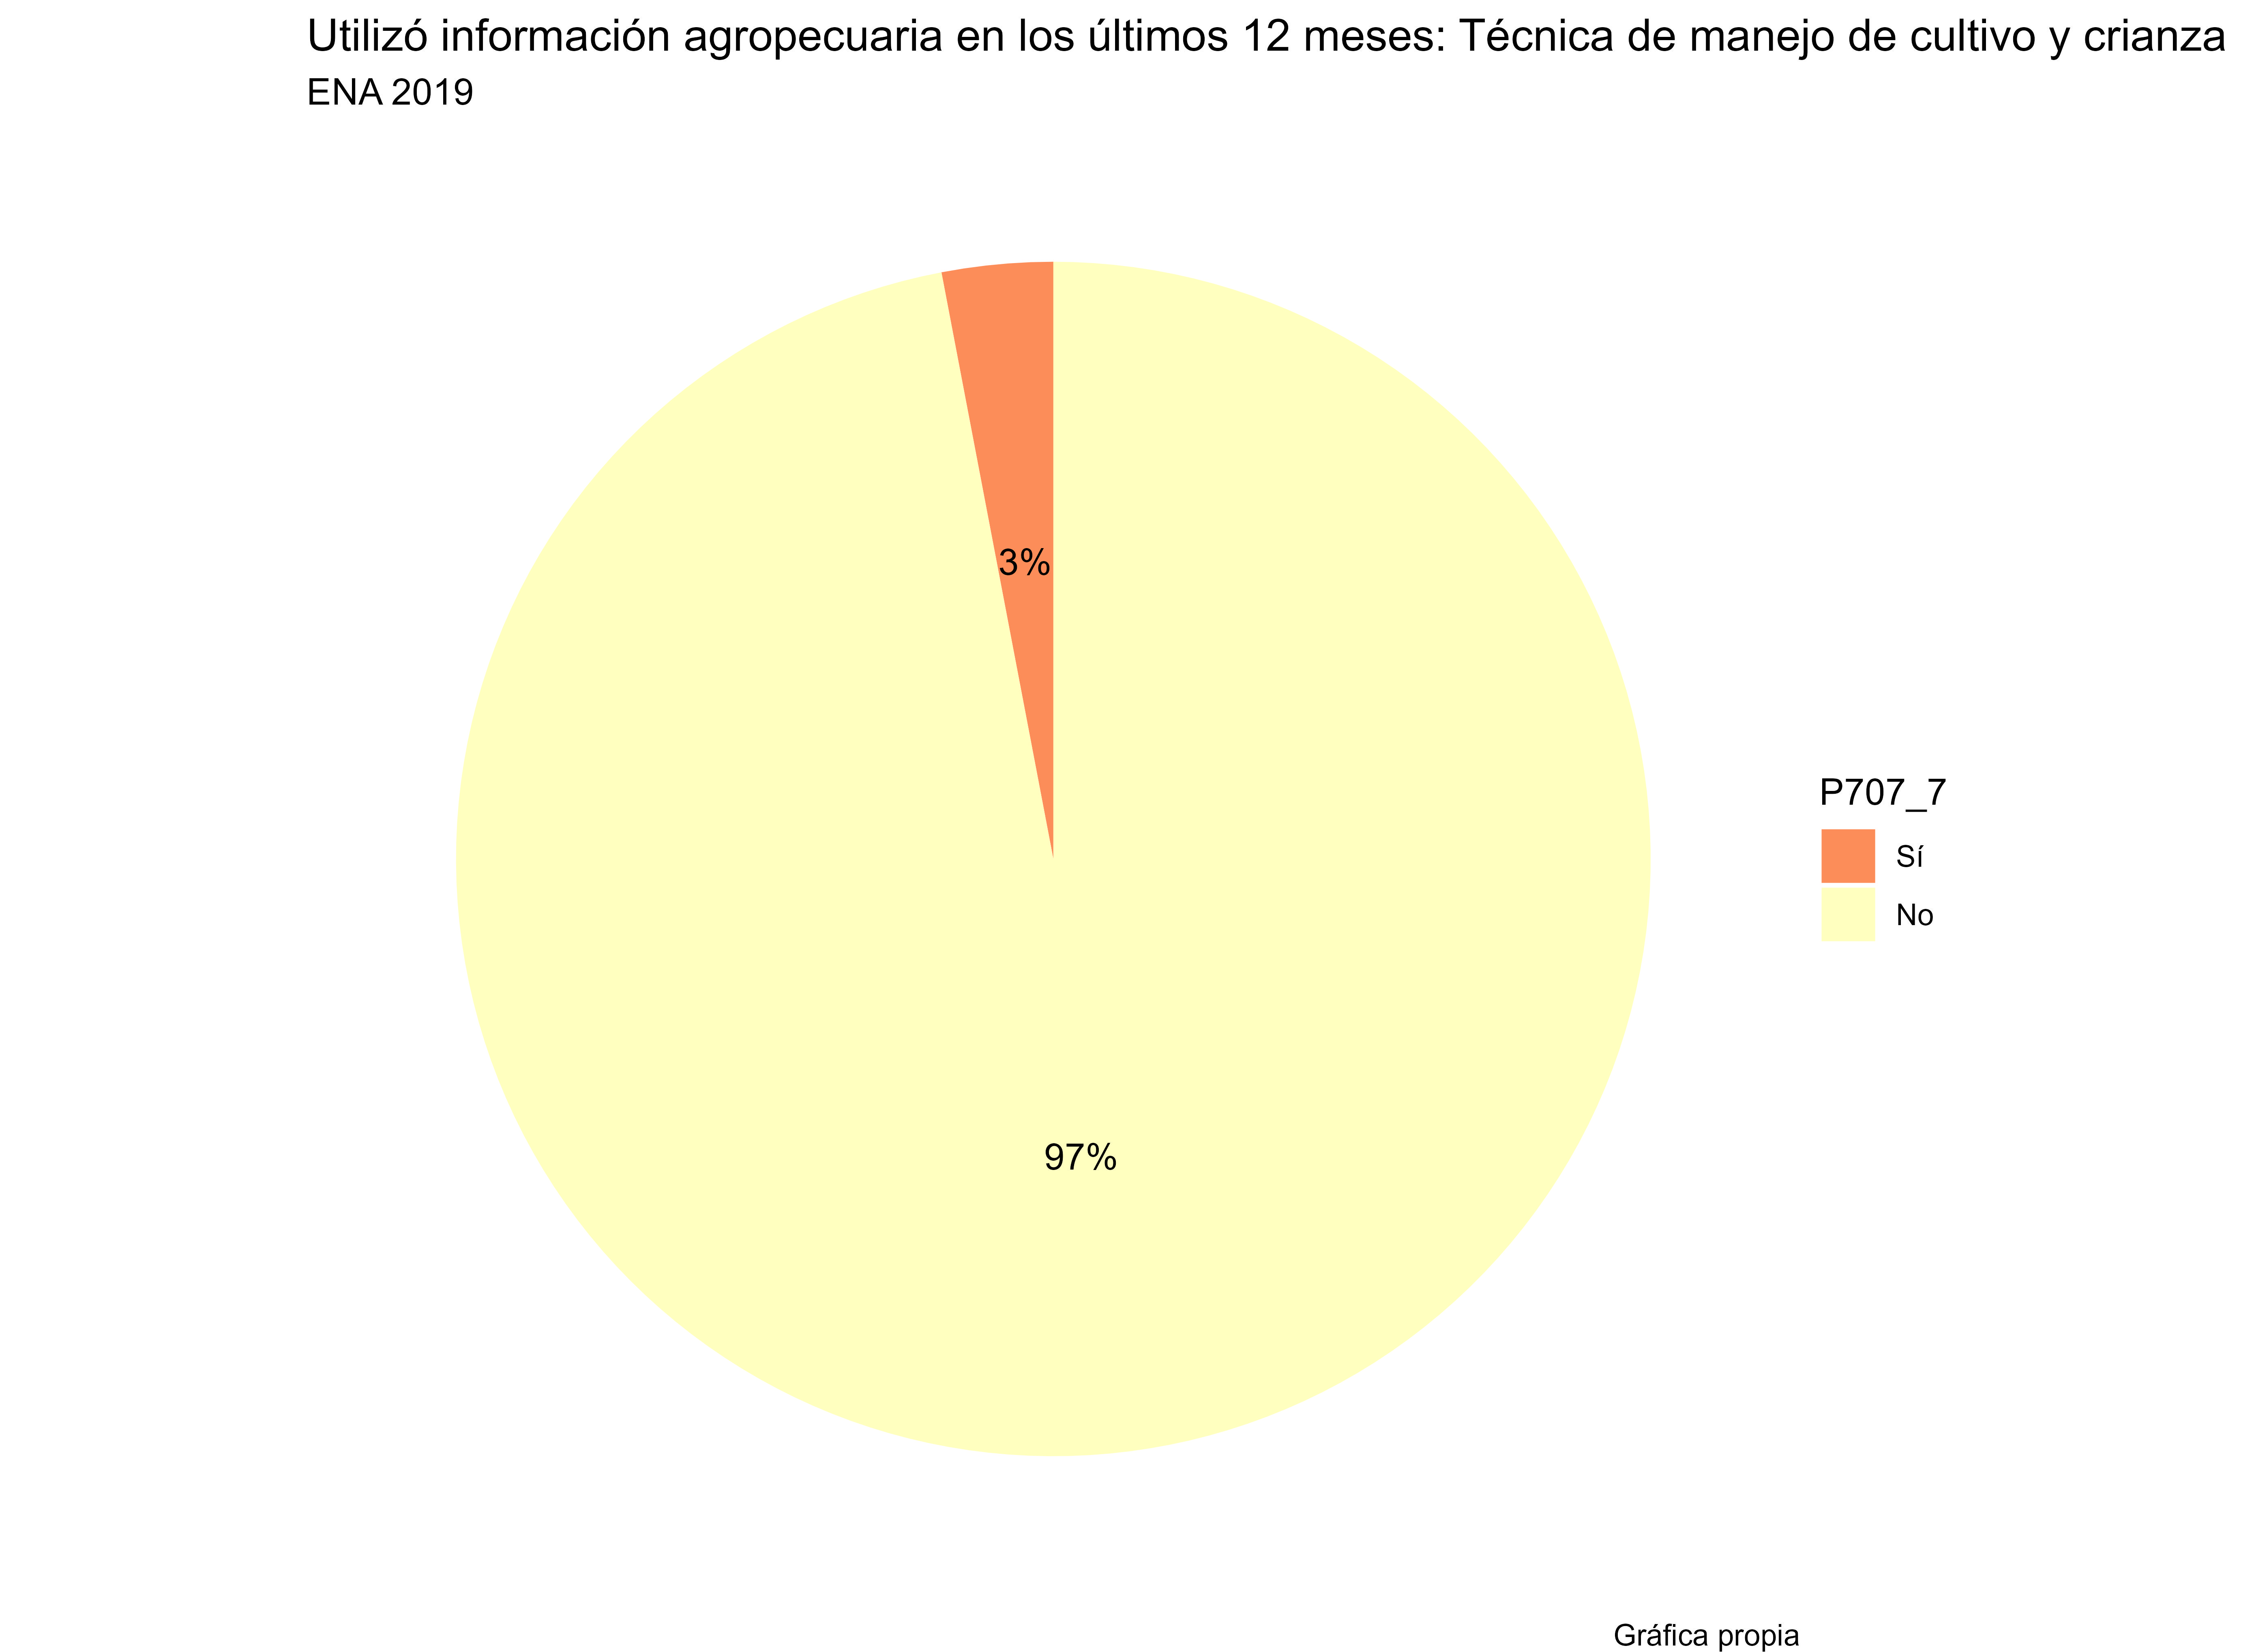 Utilizó información agropecuaria en los últimos 12 meses: Técnica de manejo de cultivo y crianza
ENA 2019
3%
97%
P707_7
Sí
No
Gráfica propia